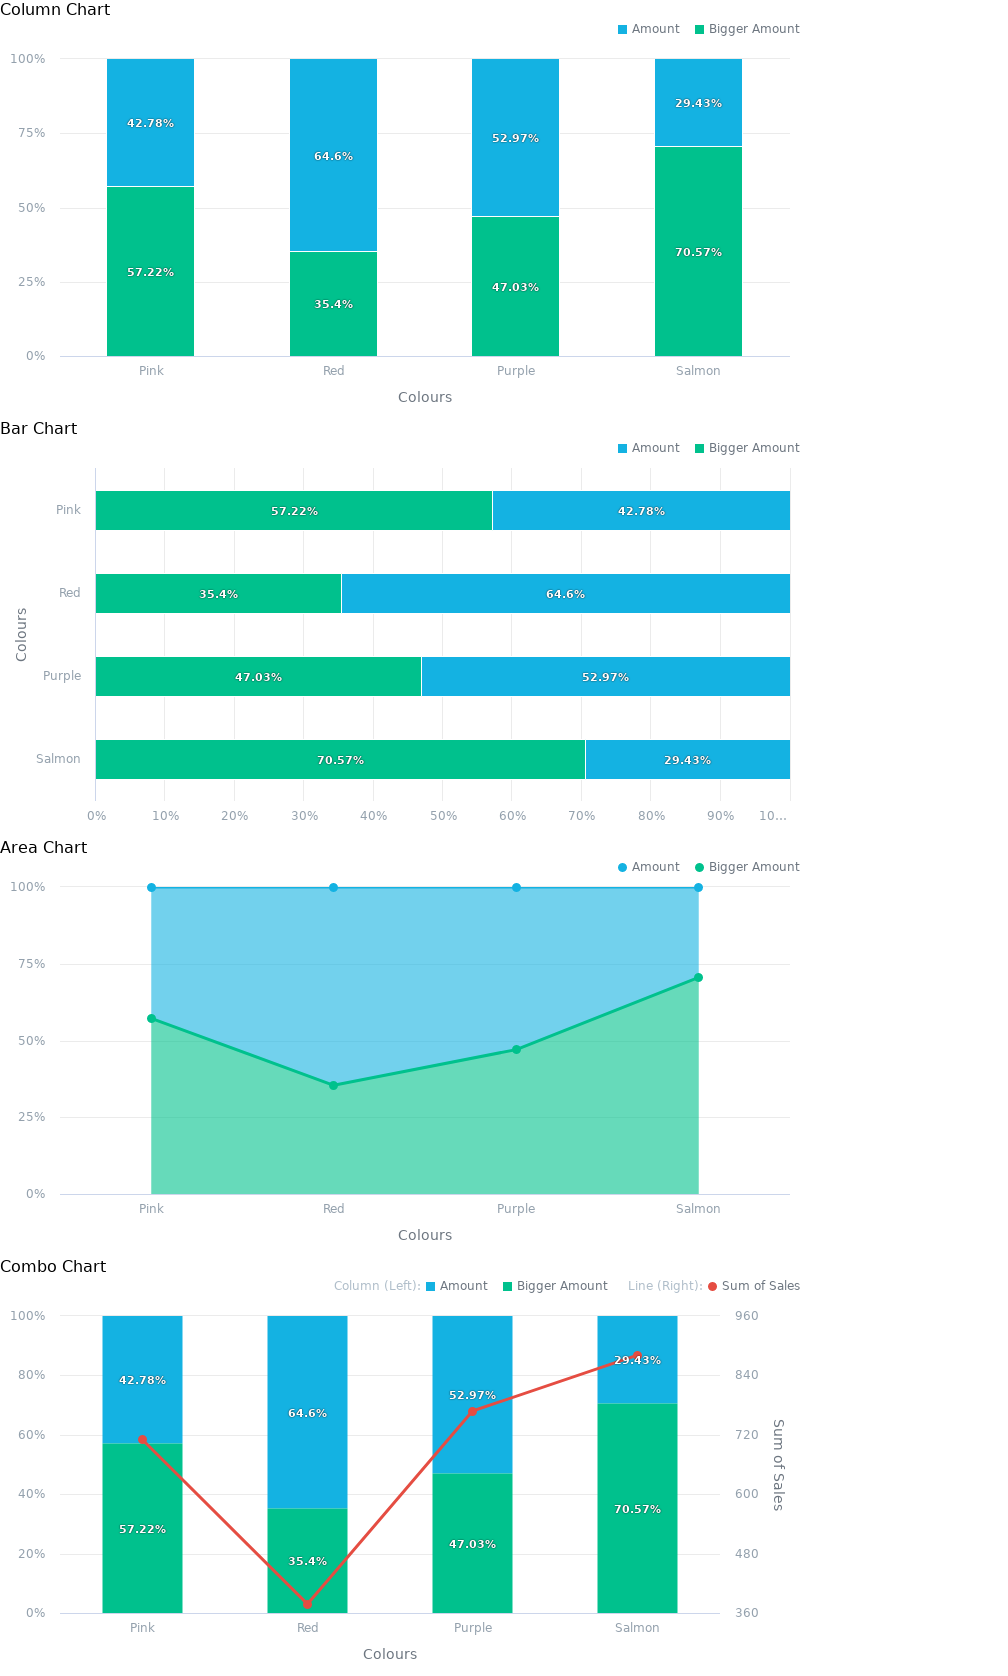 Column Chart
Amount Bigger Amount
100%
42.78% 64.6% 52.97% 29.43%
75%
50%
57.22% 35.4% 47.03% 70.57%
25%
0%
Pink Red Purple Salmon
Colours
Bar Chart
Amount Bigger Amount
Pink 57.22% 42.78%
Red 35.4% 64.6%
Colours
Purple 47.03% 52.97%
Salmon 70.57% 29.43%
0% 10% 20% 30% 40% 50% 60% 70% 80% 90% 10...
Area Chart
Amount Bigger Amount
100%
75%
50%
25%
0%
Pink Red Purple Salmon
Colours
Combo Chart
Column (Left): Amount Bigger Amount Line (Right): Sum of Sales
100% 960
42.78% 64.6% 52.97% 29.43%
80% 840
60% 720
Sum of Sales
40% 600
57.22% 35.4% 47.03% 70.57%
20% 480
0% 360
Pink Red Purple Salmon
Colours